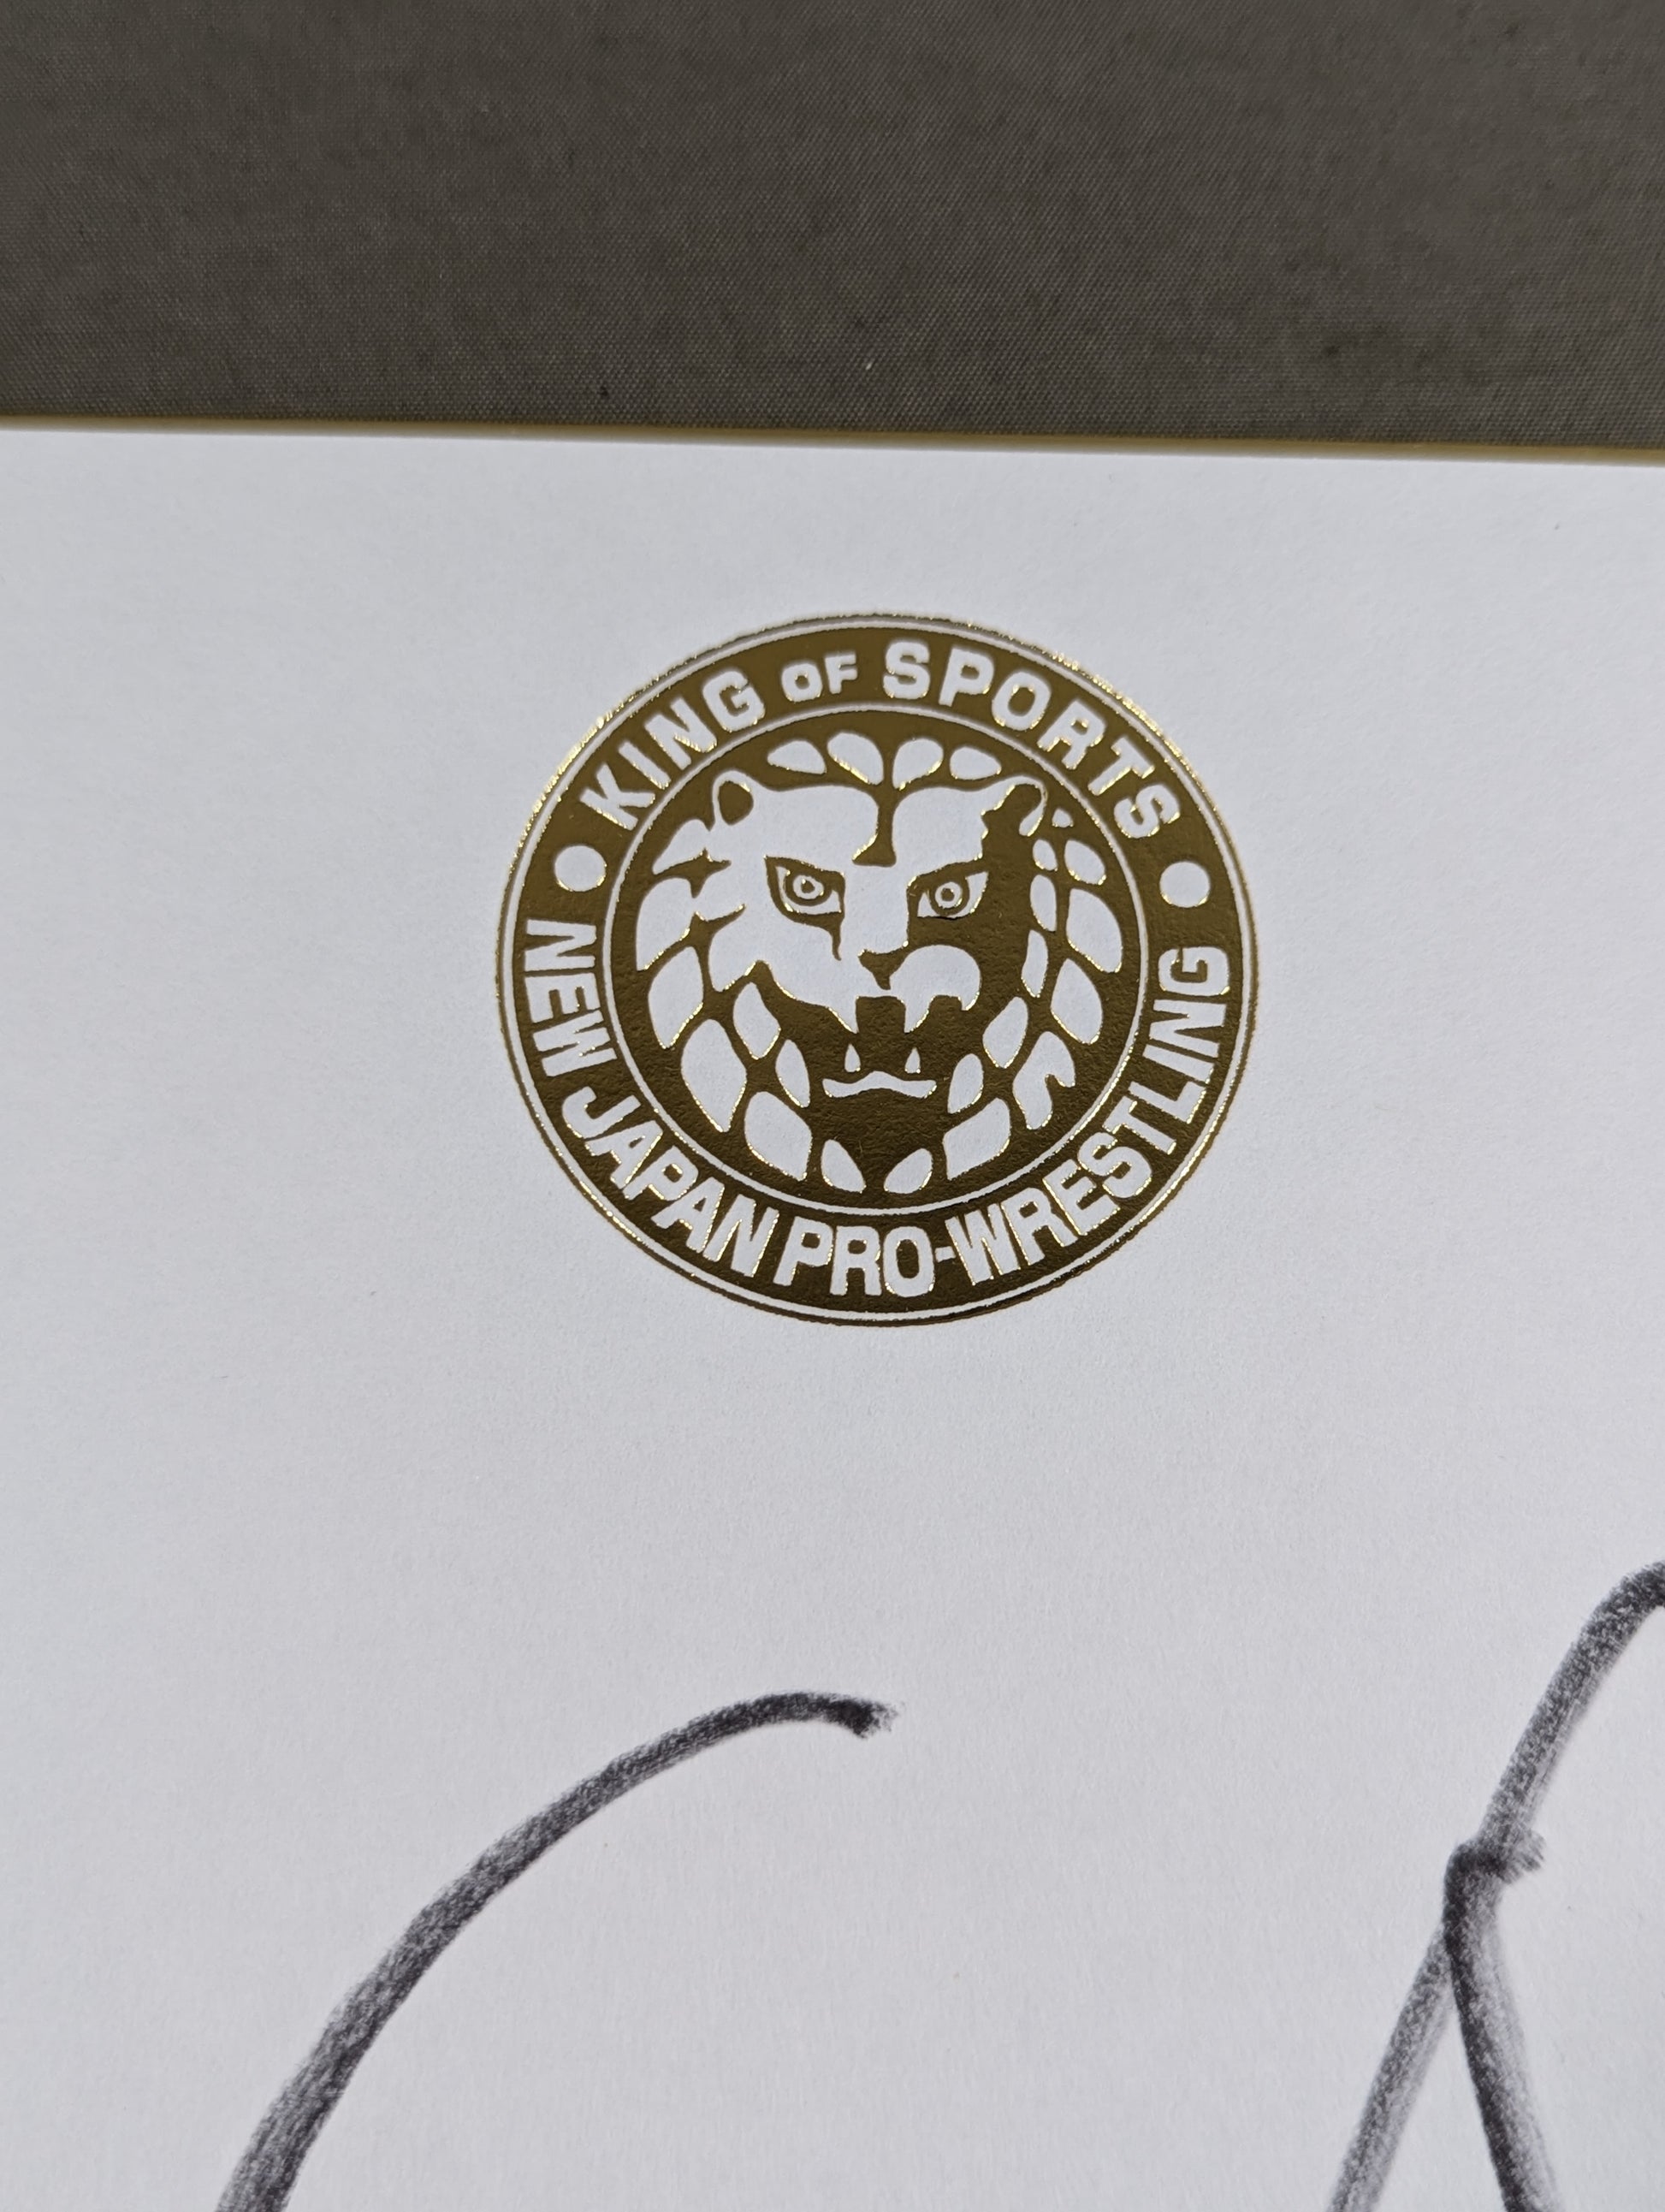 KING OF SPORTS
NEW JAPAN PRO-WRESTLING